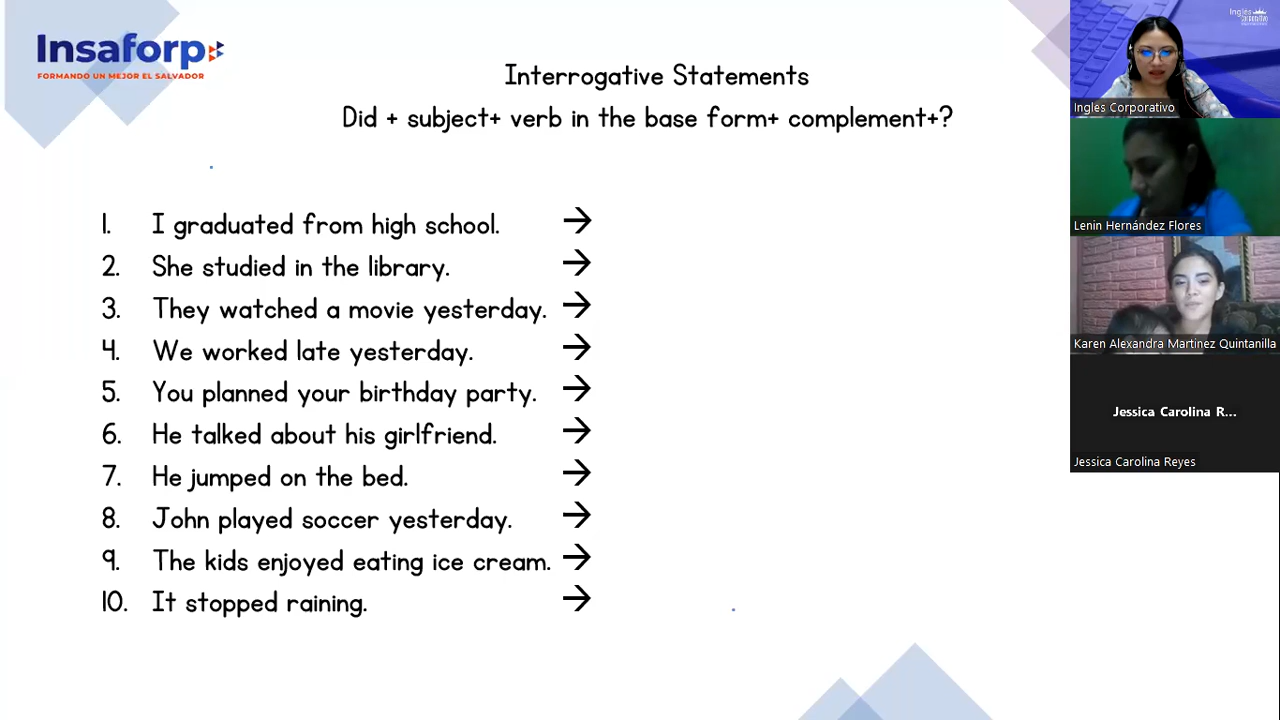 Insaforp
FORMANDO UN MEJOR EL SALVADOR
Interrogative Statements
Did + subject+ verb in the base form+ complement+?
1. I graduated from high school. →
2. She studied in the library. →
3. They watched a movie yesterday. →
4. We worked late yesterday. →
5. You planned your birthday party. →
6. He talked about his girlfriend. →
7. He jumped on the bed. →
8. John played soccer yesterday. →
9. The kids enjoyed eating ice cream. →
10. It stopped raining. →
Ingles Corporativo
Lenin Hernández Flores
Karen Alexandra Martinez Quintanilla
Jessica Carolina R...
Jessica Carolina Reyes